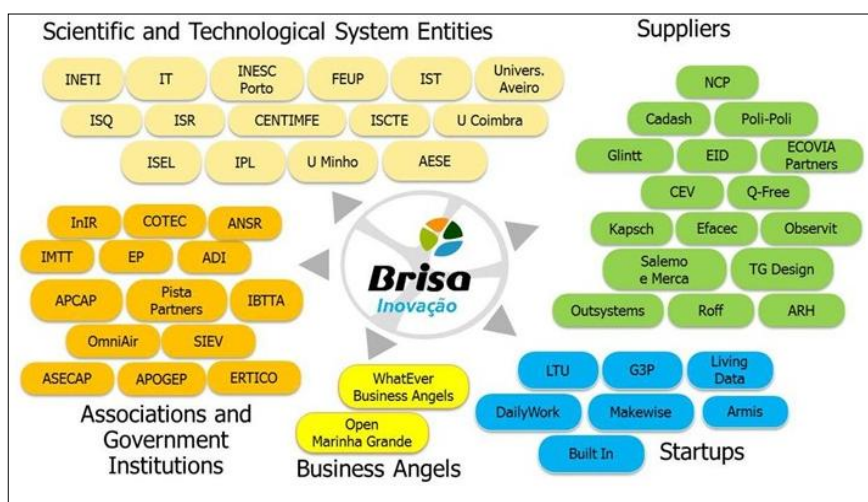 Scientific and Technological System Entities
INETI
IT
INESC
Porto
FEUP
IST
Univers.
Aveiro
ISQ
ISR
CENTIMFE
ISCTE
U Coimbra
ISEL
IPL
U Minho
AESE
Suppliers
NCP
Cadash
Poli-Poli
Glintt
EID
ECOVIA
Partners
CEV
Q-Free
Kapsch
Efacec
Observit
Salemo
e Merca
TG Design
Outsystems
Roff
ARH
InIR
COTEC
ANSR
IMTT
EP
ADI
APCAP
Pista
Partners
IBTTA
OmniAir
SIEV
ASECAP
APOGEP
ERTICO
Associations and
Government
Institutions
Brisa
Inovação
WhatEver
Business Angels
Open
Marinha Grande
Business Angels
LTU
G3P
Living
Data
DailyWork
Makewise
Armis
Built In
Startups